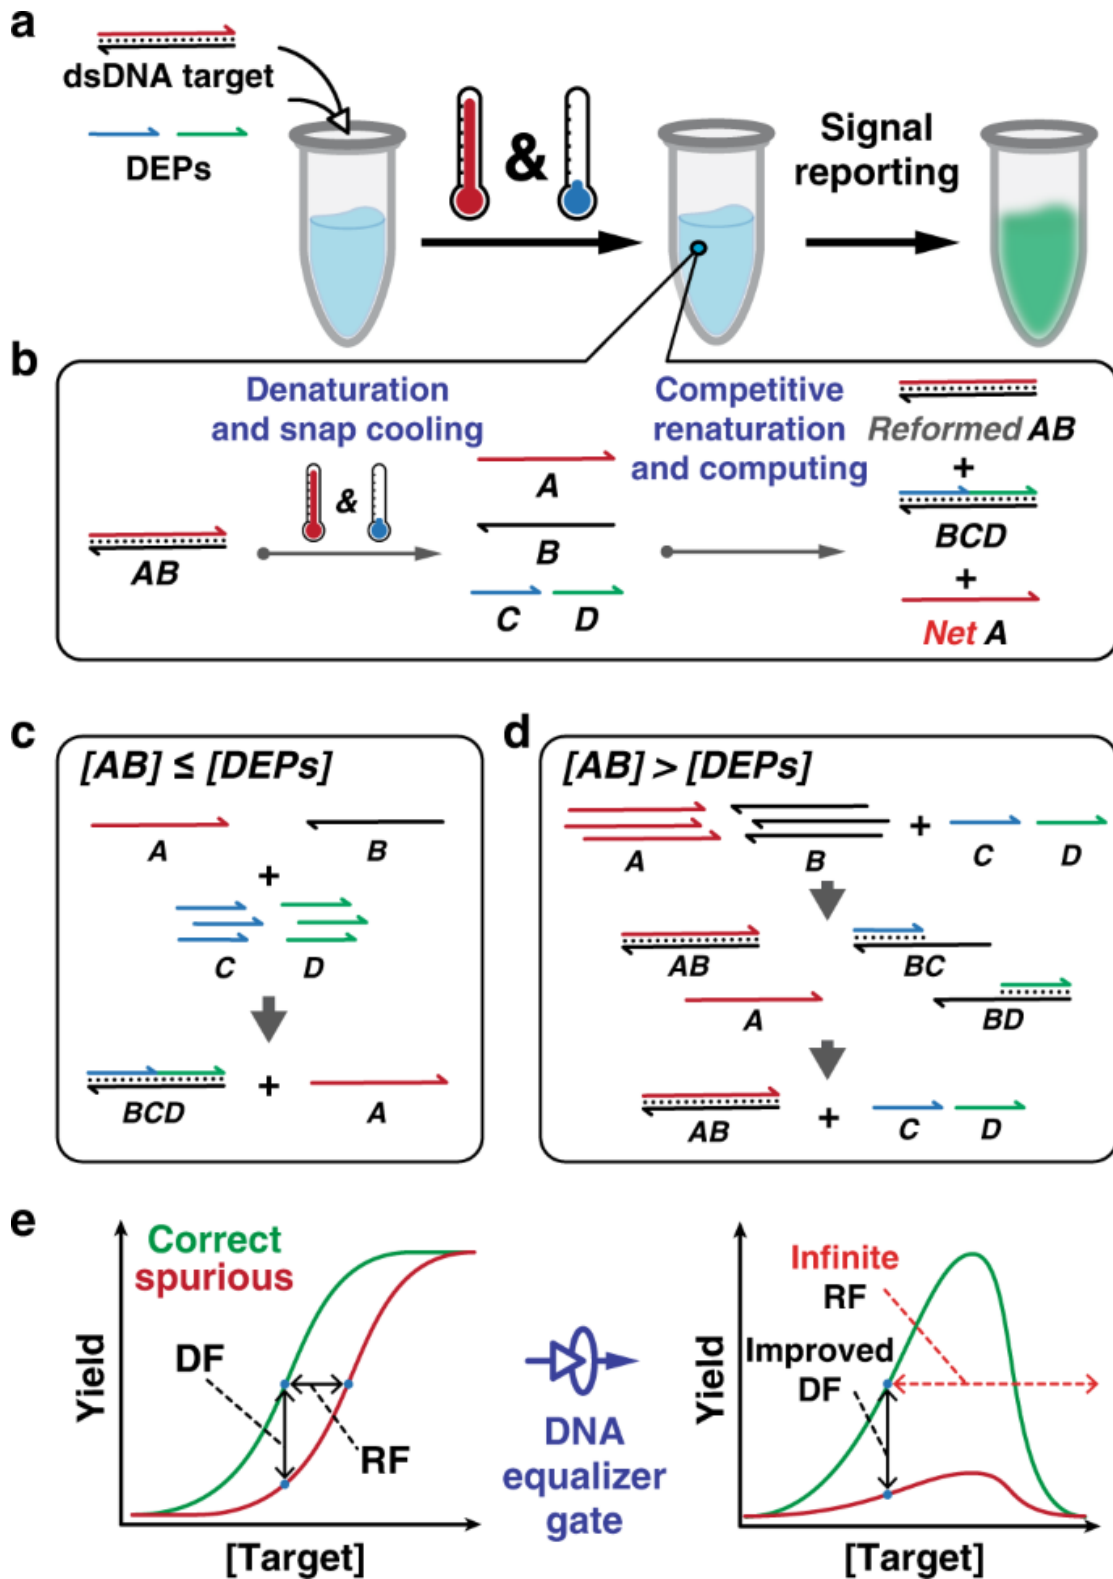 a
dsDNA target
DEPs
&
Signal
reporting
b
Denaturation
and snap cooling
&
AB
A
B
C D
Competitive
renaturation
and computing
Reformed AB
+
BCD
+
Net A
c
[AB] ≤ [DEPs]
A B
+
C D
BCD + A
d
[AB] > [DEPs]
A B + C D
AB BC
A BD
AB + C D
e
Correct
spurious
DF
RF
Yield
[Target]
DNA
equalizer
gate
Infinite
RF
Improved
DF
Yield
[Target]